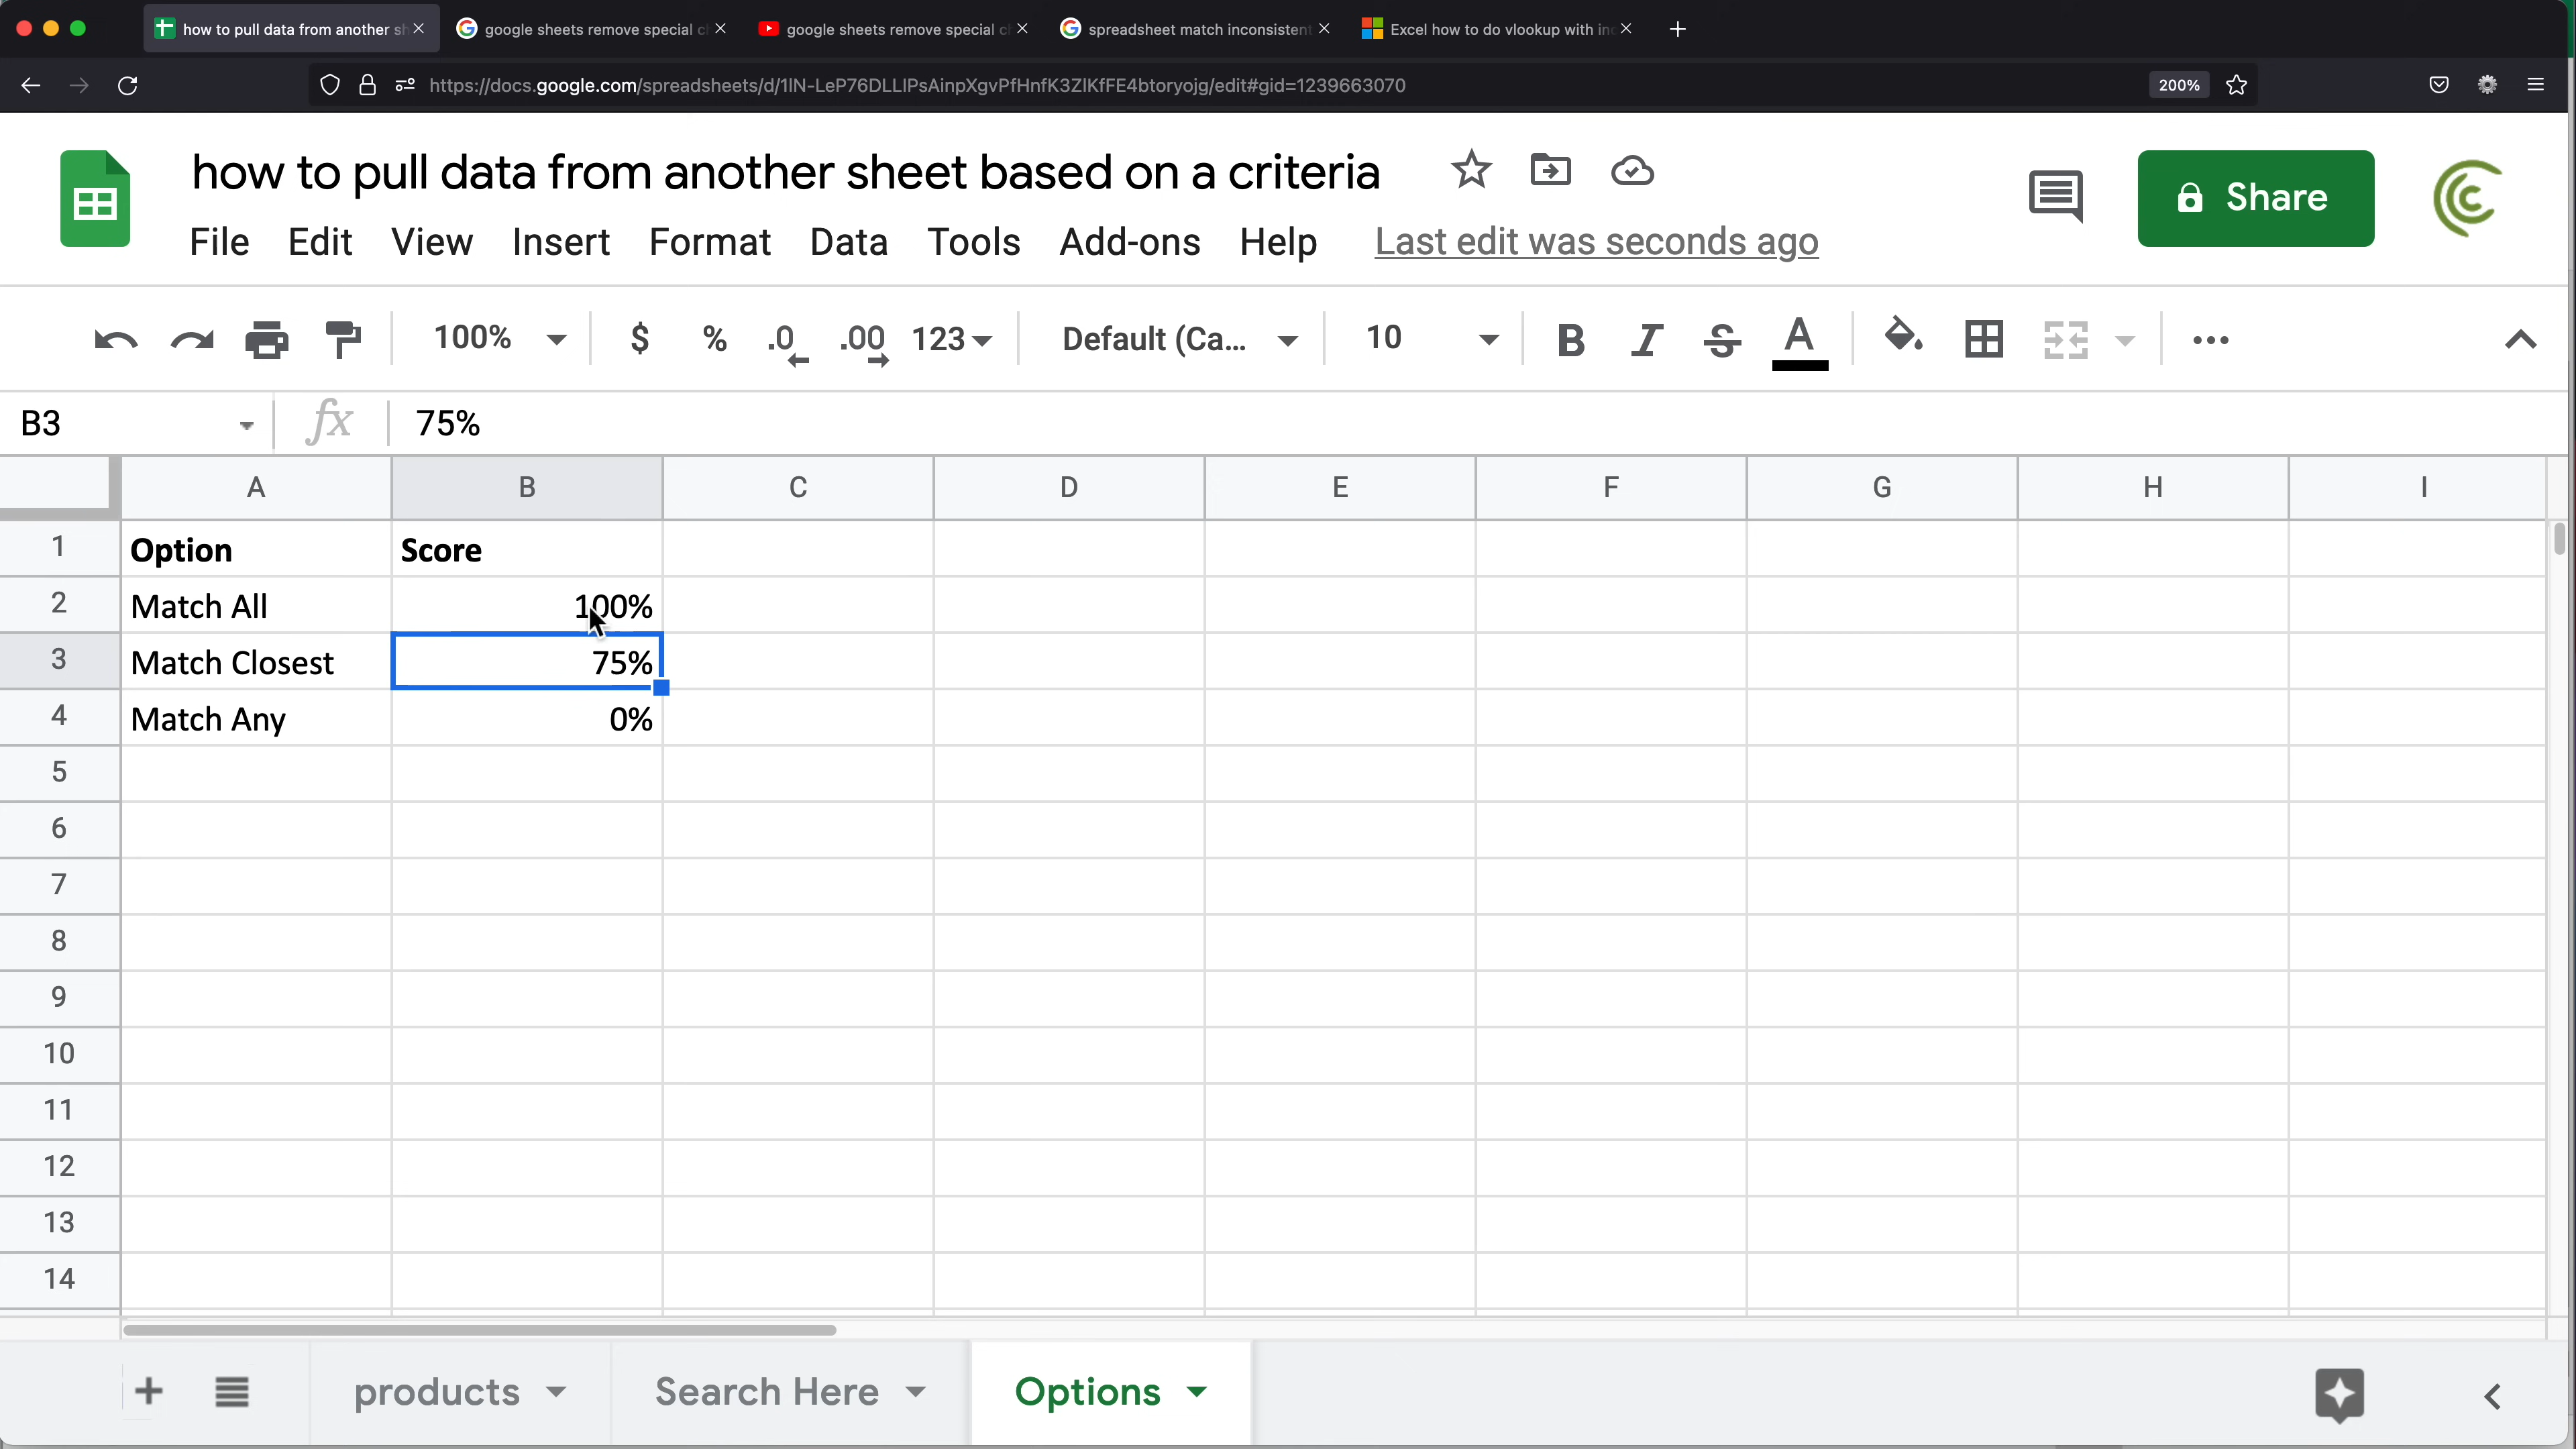 how to pull data from another sh
google sheets remove special c
google sheets remove special c
spreadsheet match inconsistent
Excel how to do vlookup with in
https://docs.google.com/spreadsheets/d/1IN-LeP76DLLIPsAinpXgvPfHnfK3ZIKfFE4btoryojg/edit#gid=1239663070
200%
how to pull data from another sheet based on a criteria
File Edit View Insert Format Data Tools Add-ons Help Last edit was seconds ago
Share
100% $ % .0 .00 123 Default (Ca... 10 B I S A
B3 fx 75%
A B C D E F G H I
1 Option Score
2 Match All 100%
3 Match Closest 75%
4 Match Any 0%
5
6
7
8
9
10
11
12
13
14
products Search Here Options